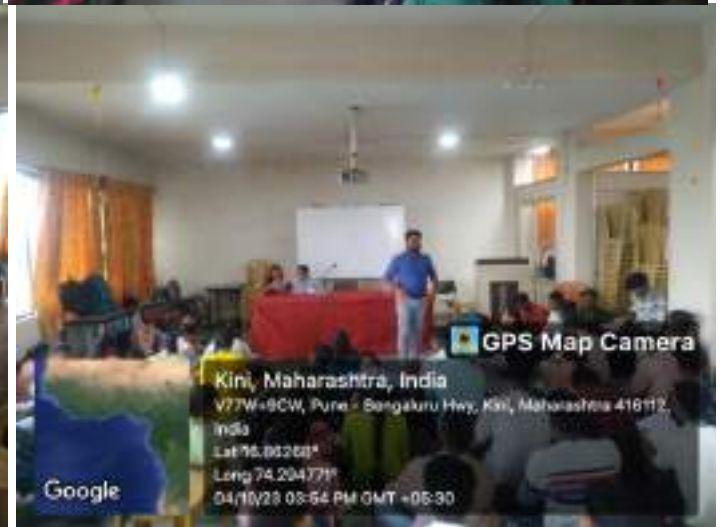 GPS Map Camera
Kini, Maharashtra, India
V77W+9CW, Pune - Bengaluru Hwy, Kini, Maharashtra 416112,
India
Lat 16.86268°
Long 74.294771°
04/10/23 03:54 PM GMT +05:30
Google